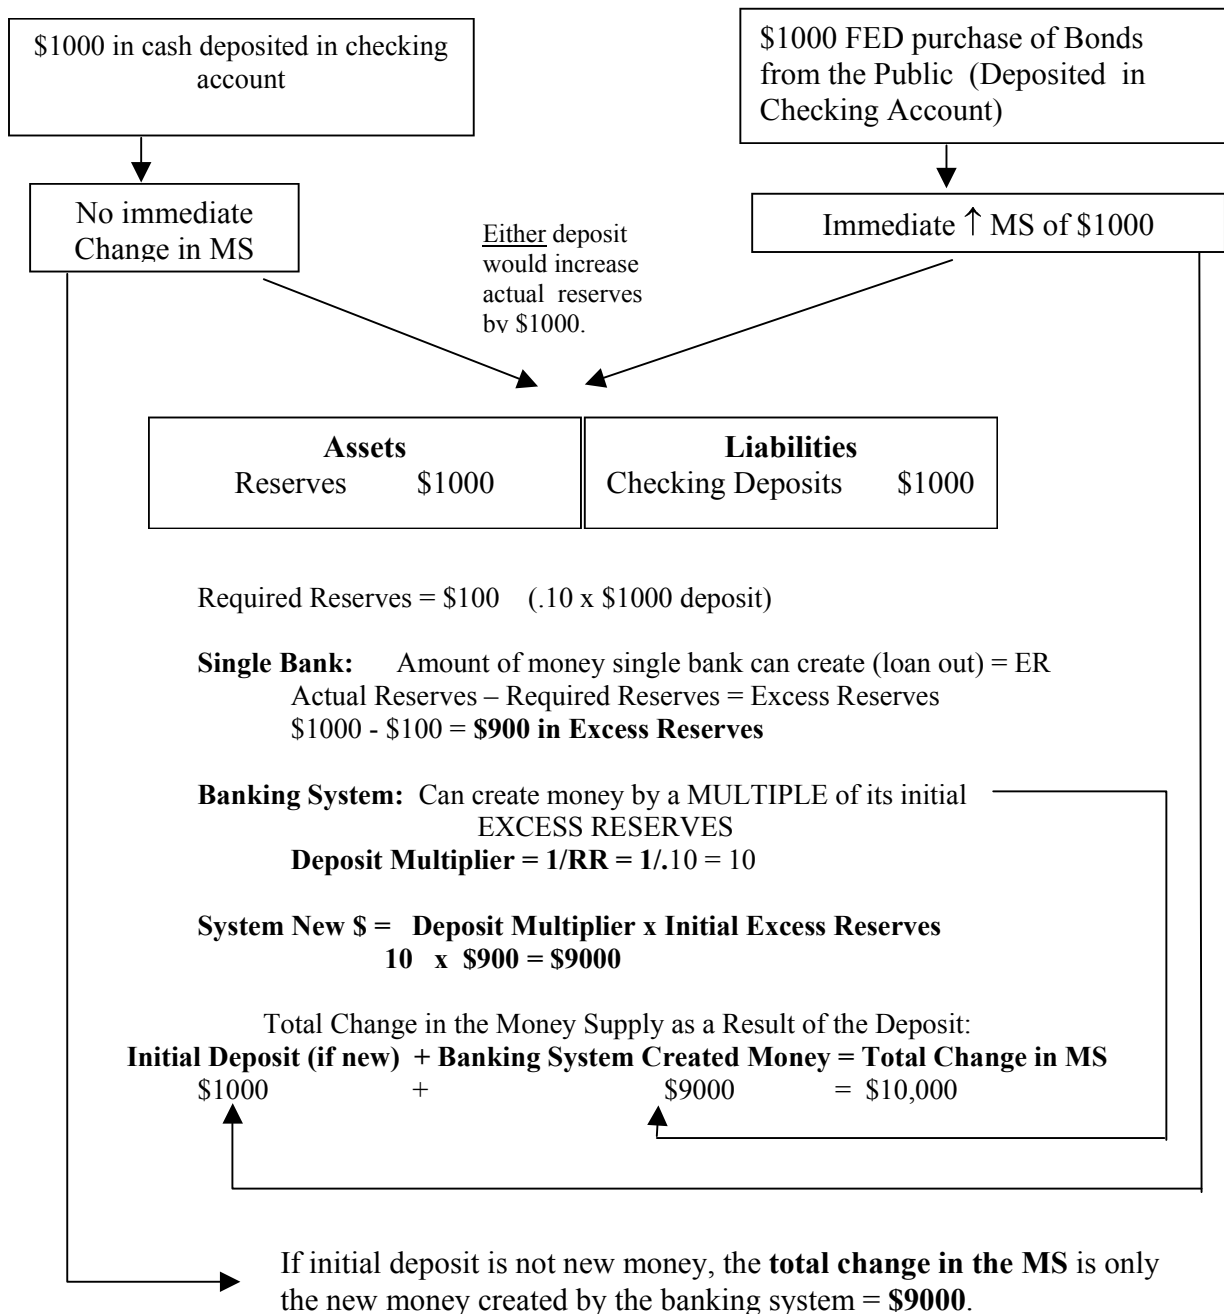 $1000 in cash deposited in checking
account
$1000 FED purchase of Bonds
from the Public (Deposited in
Checking Account)
No immediate
Change in MS
Immediate ↑ MS of $1000
Either deposit
would increase
actual reserves
by $1000.
Assets
Reserves $1000
Liabilities
Checking Deposits $1000
Required Reserves = $100 (.10 x $1000 deposit)
Single Bank: Amount of money single bank can create (loan out) = ER
Actual Reserves – Required Reserves = Excess Reserves
$1000 - $100 = $900 in Excess Reserves
Banking System: Can create money by a MULTIPLE of its initial
EXCESS RESERVES
Deposit Multiplier = 1/RR = 1/.10 = 10
System New $ = Deposit Multiplier x Initial Excess Reserves
10 x $900 = $9000
Total Change in the Money Supply as a Result of the Deposit:
Initial Deposit (if new) + Banking System Created Money = Total Change in MS
$1000 + $9000 = $10,000
If initial deposit is not new money, the total change in the MS is only
the new money created by the banking system = $9000.